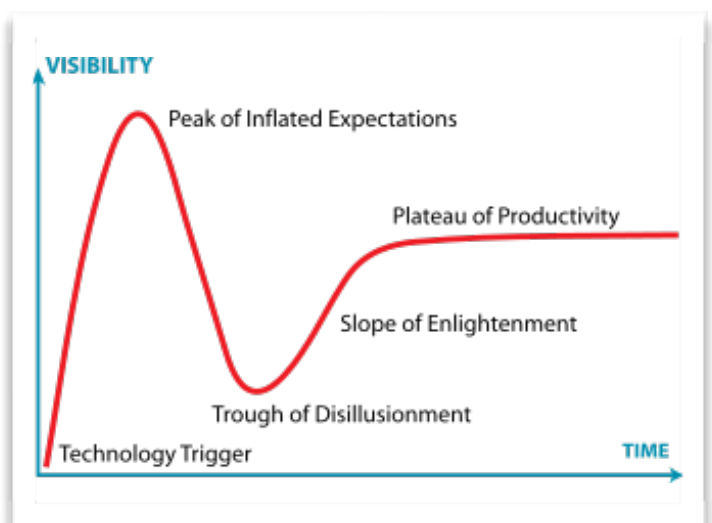 VISIBILITY
Peak of Inflated Expectations
Plateau of Productivity
Slope of Enlightenment
Trough of Disillusionment
Technology Trigger
TIME